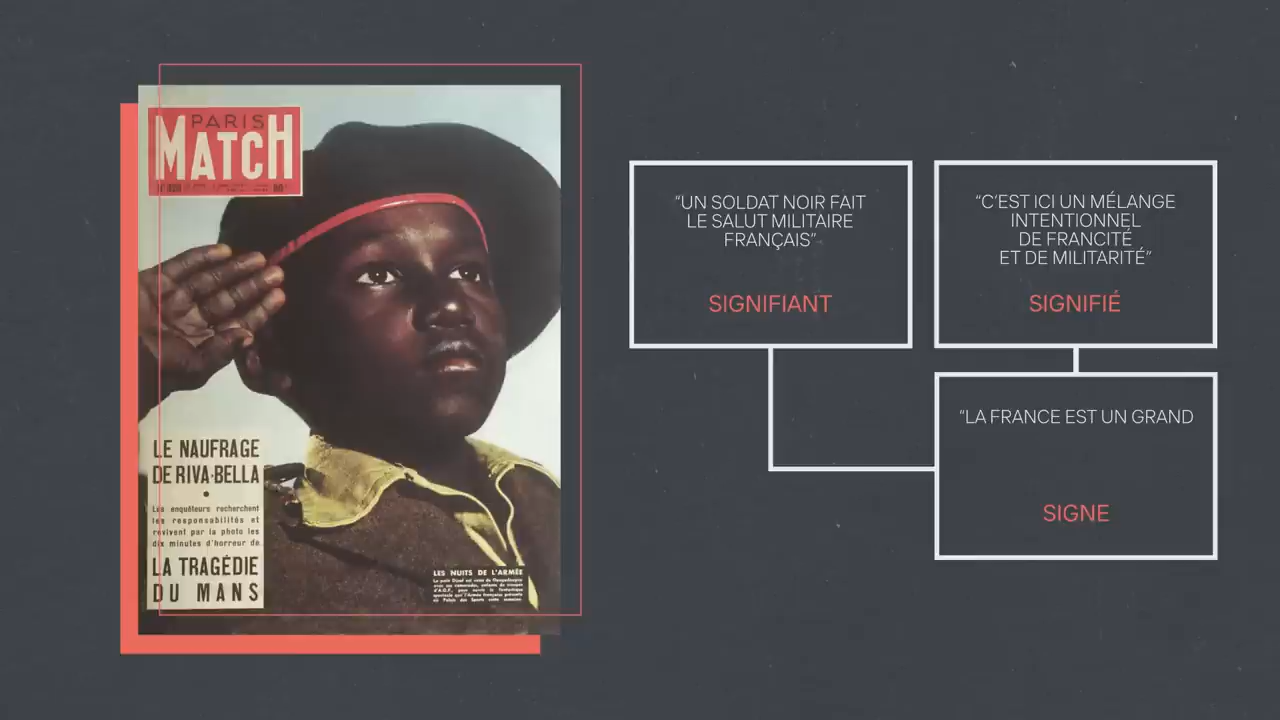 PARIS
MATCH
LE NAUFRAGE
DE RIVA-BELLA
•
Les enquêteurs recherchent
les responsabilités et
revivent par la photo les
dix minutes d'horreur de
LA TRAGÉDIE
DU MANS
LES NUITS DE L'ARMÉE
"UN SOLDAT NOIR FAIT
LE SALUT MILITAIRE
FRANÇAIS"
SIGNIFIANT
"C'EST ICI UN MÉLANGE
INTENTIONNEL
DE FRANCITÉ
ET DE MILITARITÉ"
SIGNIFIÉ
"LA FRANCE EST UN GRAND
SIGNE